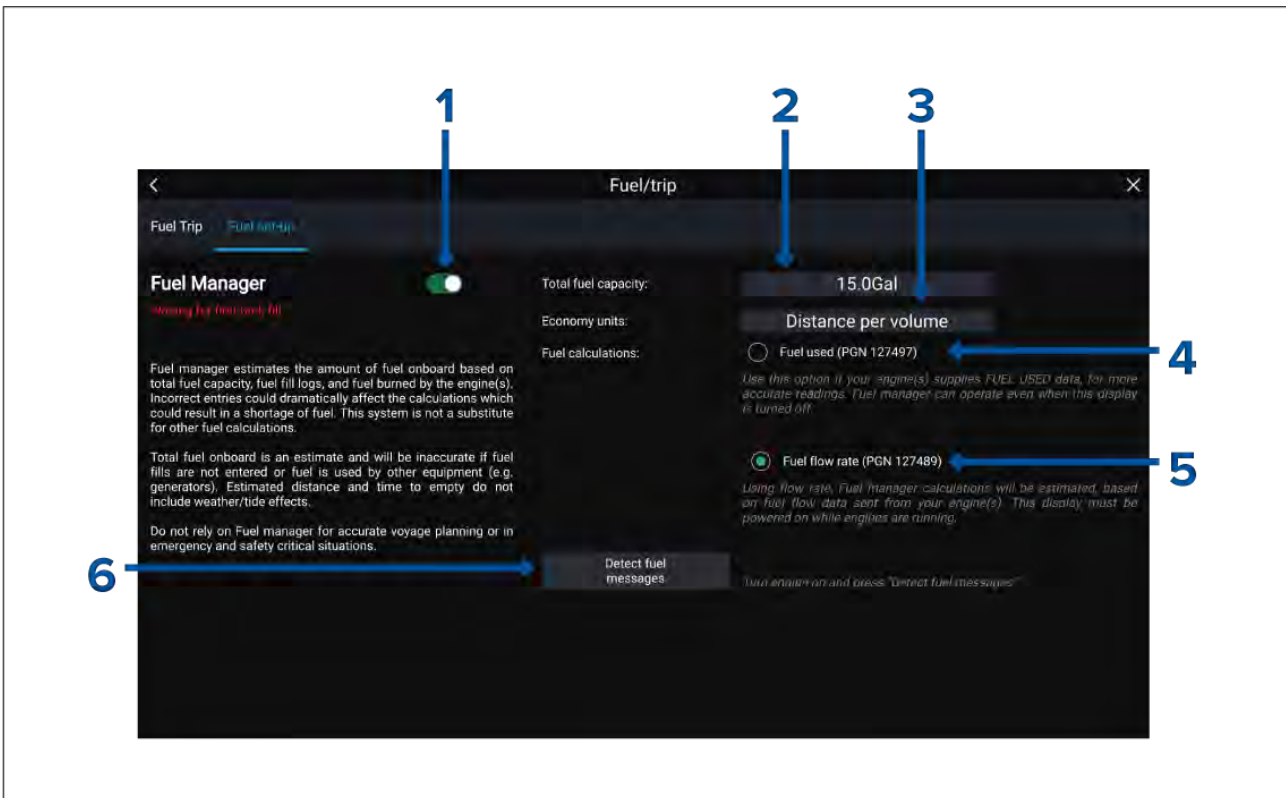 1
2
3
Fuel/trip
Fuel Trip
Fuel set-up
Fuel Manager
Waiting for first tank fill
Total fuel capacity:
15.0Gal
Economy units:
Distance per volume
Fuel calculations:
Fuel used (PGN 127497)
4
Use this option if your engine(s) supplies FUEL USED data, for more
accurate readings. Fuel manager can operate even when this display
is turned off
Fuel manager estimates the amount of fuel onboard based on
total fuel capacity, fuel fill logs, and fuel burned by the engine(s).
Incorrect entries could dramatically affect the calculations which
could result in a shortage of fuel. This system is not a substitute
for other fuel calculations.
Total fuel onboard is an estimate and will be inaccurate if fuel
fills are not entered or fuel is used by other equipment (e.g.
generators). Estimated distance and time to empty do not
include weather/tide effects.
Do not rely on Fuel manager for accurate voyage planning or in
emergency and safety critical situations.
Fuel flow rate (PGN 127489)
5
Using flow rate, Fuel manager calculations will be estimated, based
on fuel flow data sent from your engine(s). This display must be
powered on while engines are running.
6
Detect fuel
messages
Turn engine on and press "Detect fuel messages"